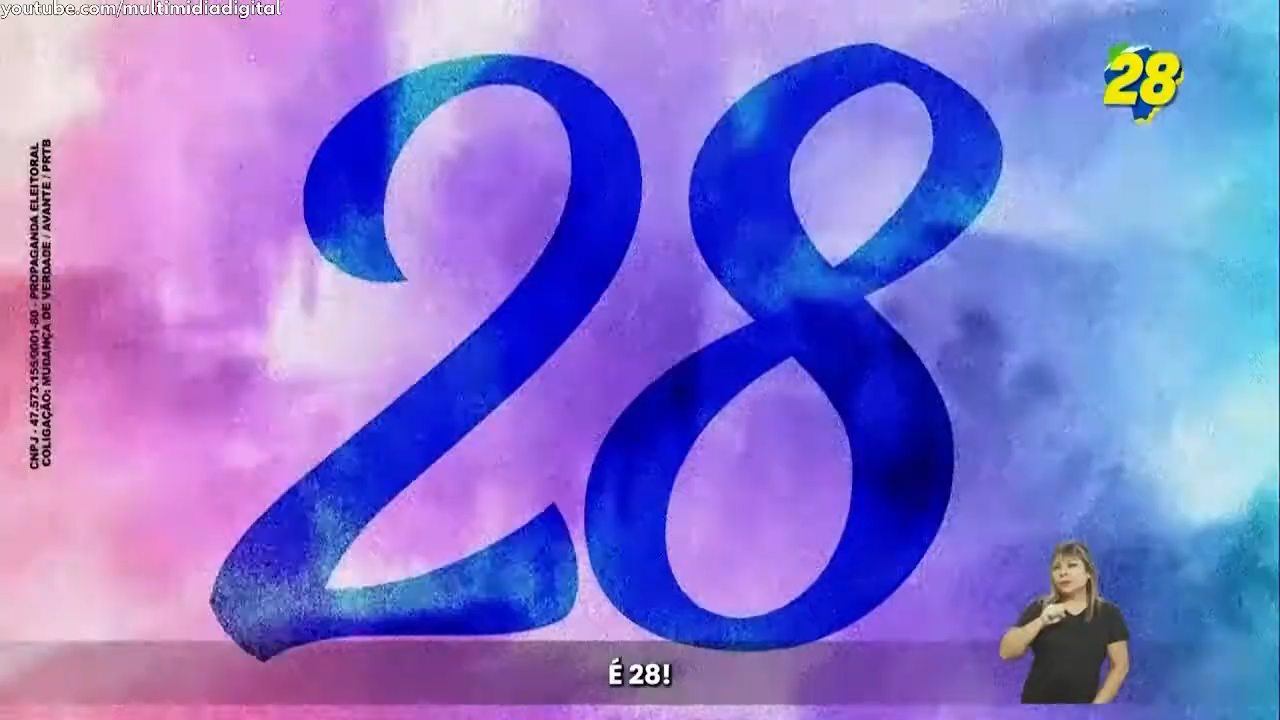 youtube.com/multimidiadigital
28
28
CNPJ - 47.573.155/0001-80 - PROPAGANDA ELEITORAL
COLIGAÇÃO: MUDANÇA DE VERDADE / AVANTE / PRTB
É 28!